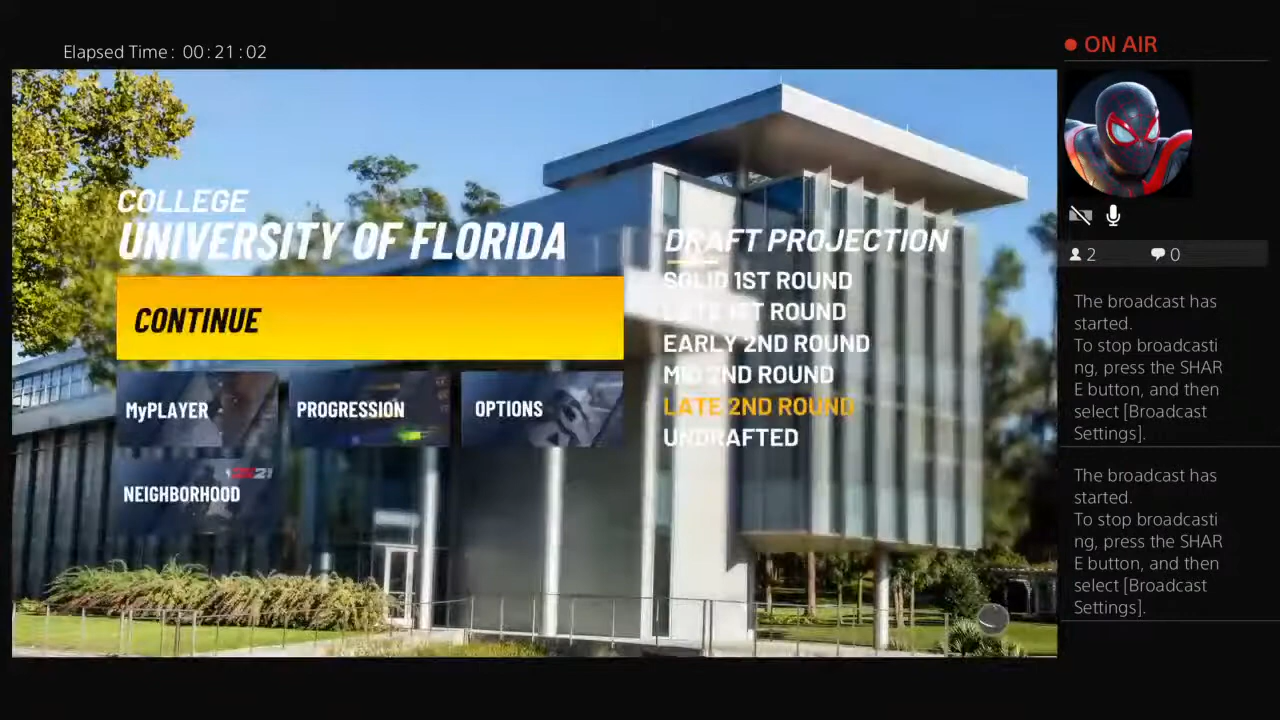 Elapsed Time: 00:21:02
ON AIR
COLLEGE
UNIVERSITY OF FLORIDA
CONTINUE
MyPLAYER
PROGRESSION
OPTIONS
NEIGHBORHOOD
2K21
DRAFT PROJECTION
SOLID 1ST ROUND
LATE 1ST ROUND
EARLY 2ND ROUND
MID 2ND ROUND
LATE 2ND ROUND
UNDRAFTED
2
0
The broadcast has
started.
To stop broadcasti
ng, press the SHAR
E button, and then
select [Broadcast
Settings].
The broadcast has
started.
To stop broadcasti
ng, press the SHAR
E button, and then
select [Broadcast
Settings].